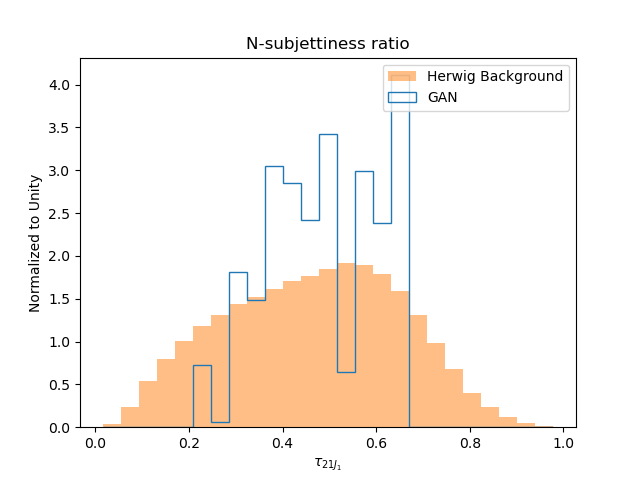 N-subjettiness ratio
Herwig Background
GAN
Normalized to Unity
4.0
3.5
3.0
2.5
2.0
1.5
1.0
0.5
0.0
0.0 0.2 0.4 0.6 0.8 1.0
τ₂₁J₁